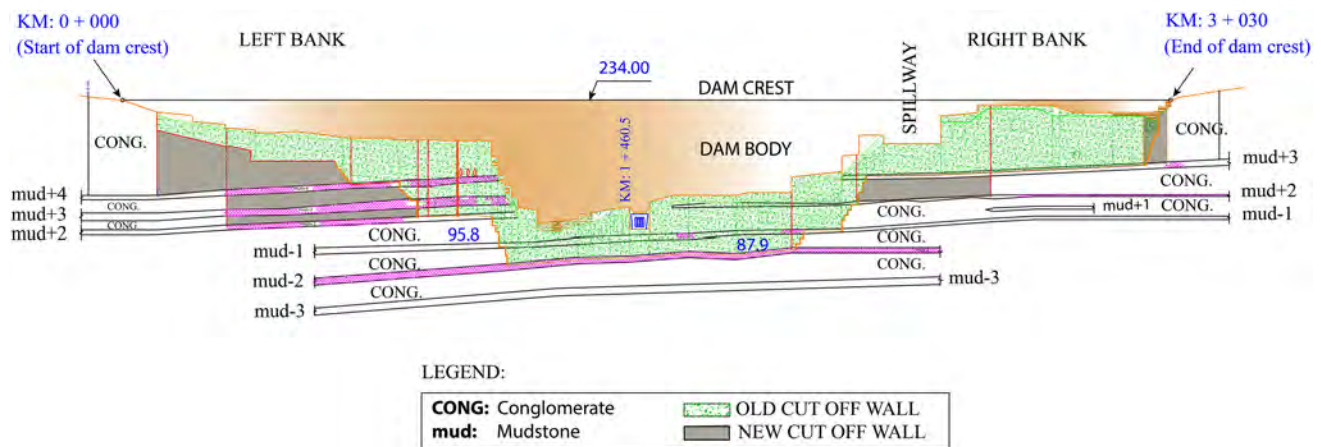 KM: 0 + 000
(Start of dam crest)
LEFT BANK
RIGHT BANK
KM: 3 + 030
(End of dam crest)
234.00
DAM CREST
SPILLWAY
KM: 1 + 460.5
DAM BODY
CONG.
CONG.
mud+4
CONG.
mud+3
CONG.
mud+2
mud+3
CONG.
mud+2
mud+1
CONG.
mud-1
CONG.
CONG.
95.8
87.9
CONG.
mud-1
CONG.
CONG.
mud-2
CONG.
mud-3
mud-3
LEGEND:
CONG: Conglomerate
OLD CUT OFF WALL
mud: Mudstone
NEW CUT OFF WALL